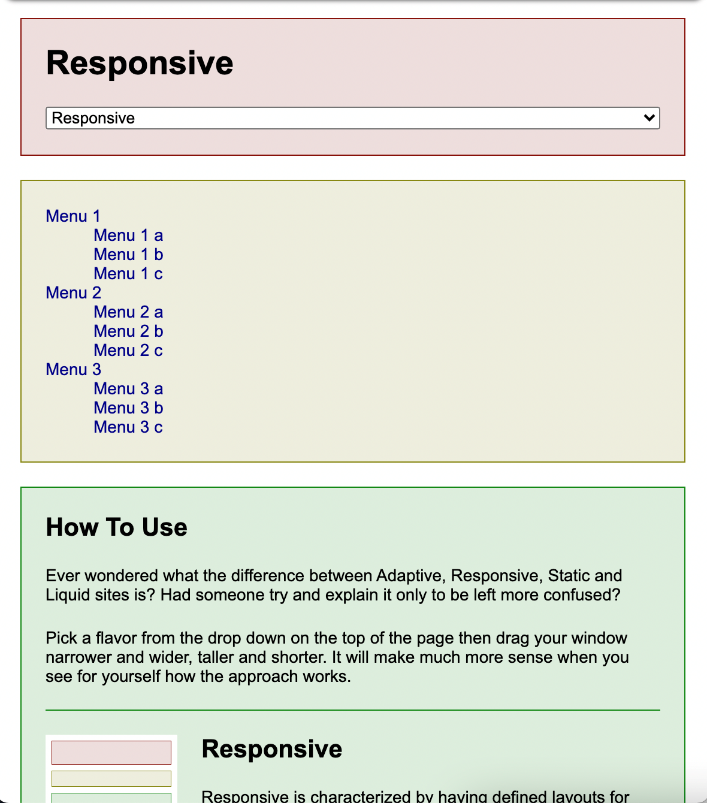 Responsive
Responsive
Menu 1
Menu 1 a
Menu 1 b
Menu 1 c
Menu 2
Menu 2 a
Menu 2 b
Menu 2 c
Menu 3
Menu 3 a
Menu 3 b
Menu 3 c
How To Use
Ever wondered what the difference between Adaptive, Responsive, Static and
Liquid sites is? Had someone try and explain it only to be left more confused?
Pick a flavor from the drop down on the top of the page then drag your window
narrower and wider, taller and shorter. It will make much more sense when you
see for yourself how the approach works.
Responsive
Responsive is characterized by having defined layouts for